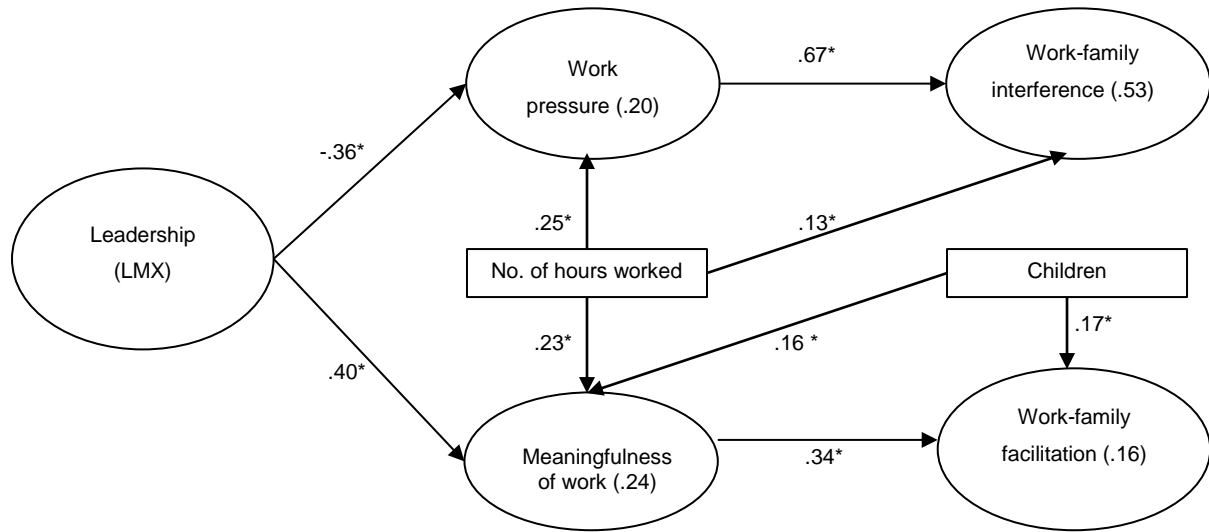 Work
pressure (.20)
.67*
Work-family
interference (.53)
-.36*
Leadership
(LMX)
.25*
.13*
No. of hours worked
Children
.23*
.16 *
.17*
.40*
Meaningfulness
of work (.24)
.34*
Work-family
facilitation (.16)